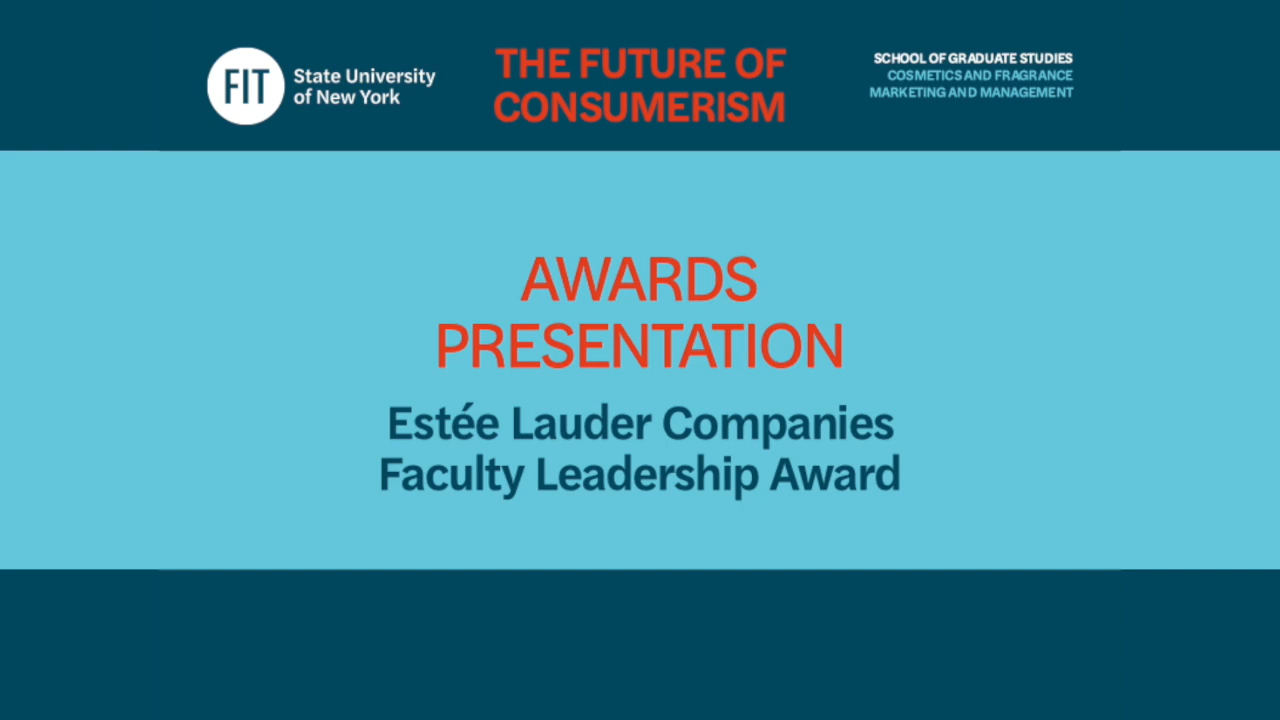 FIT
State University
of New York
THE FUTURE OF
CONSUMERISM
SCHOOL OF GRADUATE STUDIES
COSMETICS AND FRAGRANCE
MARKETING AND MANAGEMENT
AWARDS
PRESENTATION
Estée Lauder Companies
Faculty Leadership Award